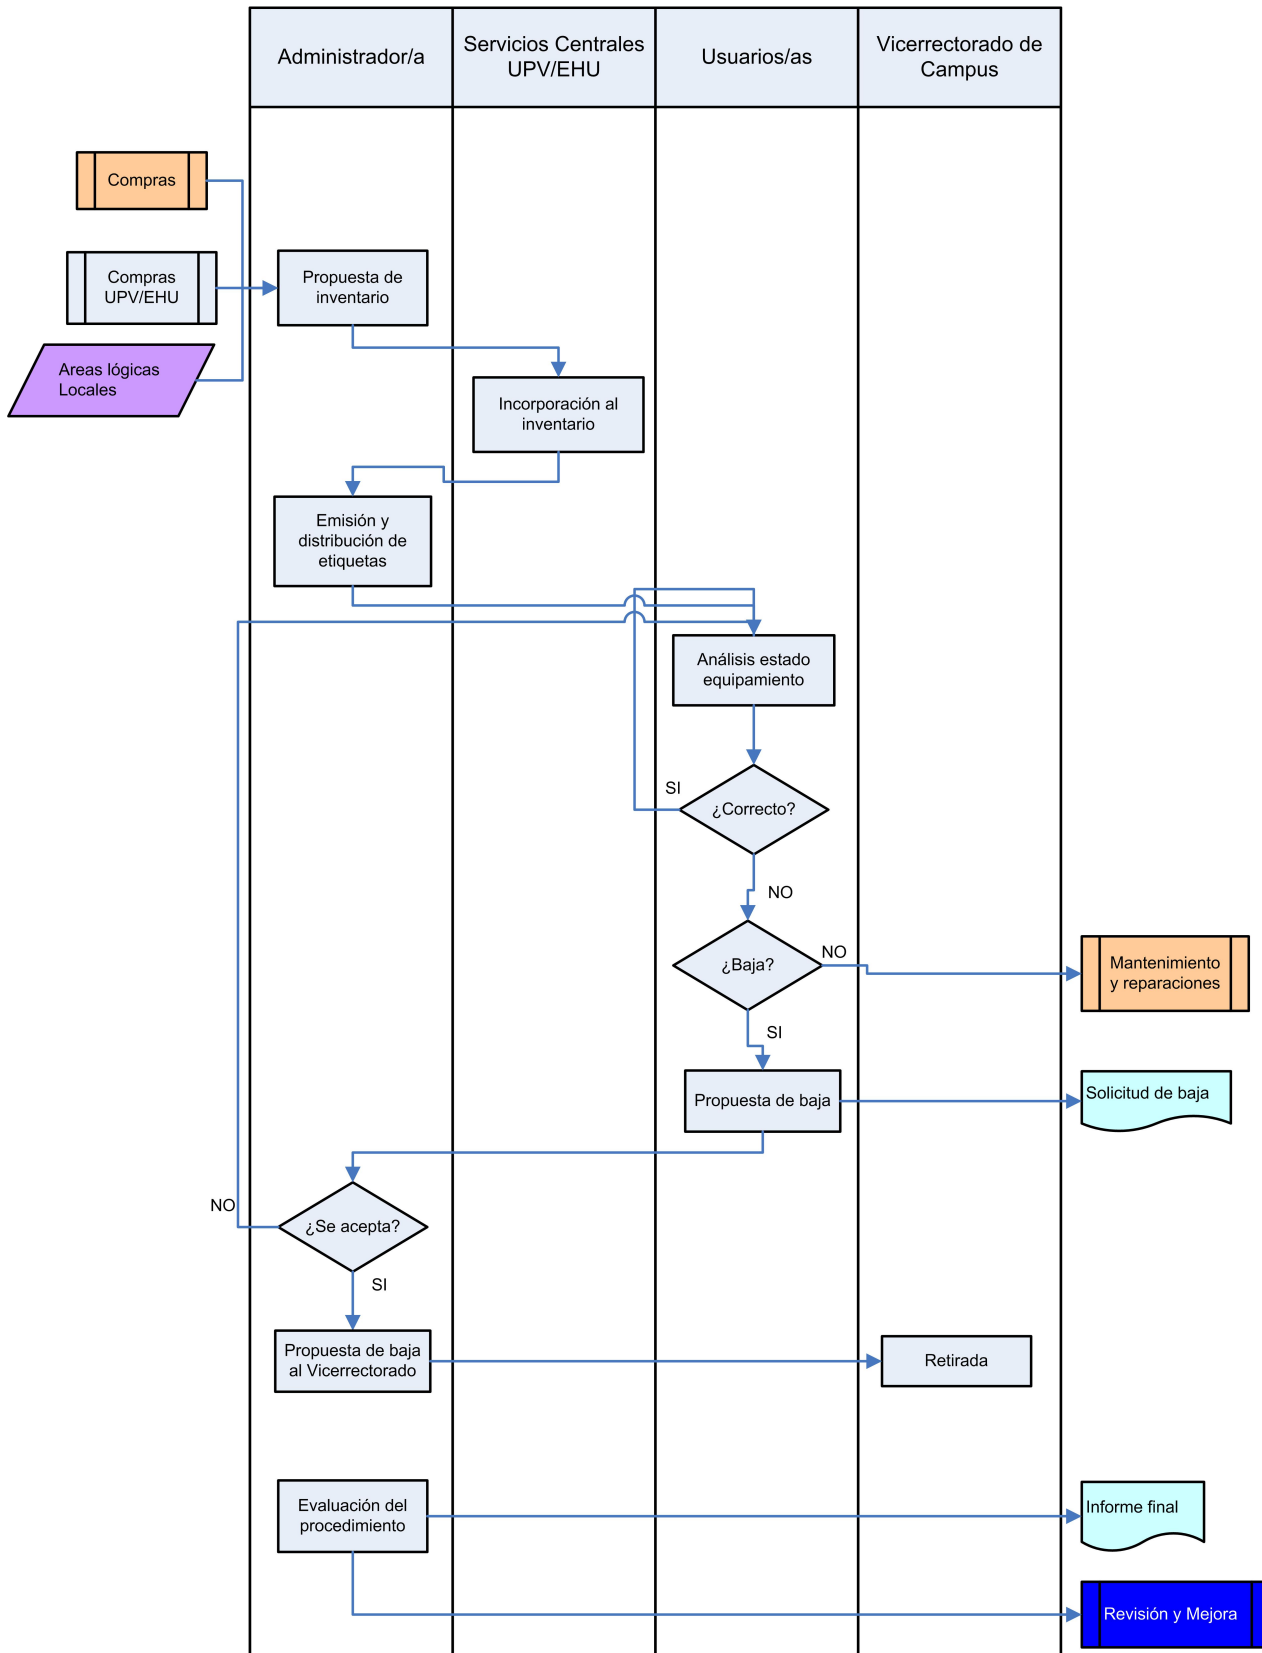 Administrador/a
Servicios Centrales
UPV/EHU
Usuarios/as
Vicerrectorado de
Campus
Compras
Compras
UPV/EHU
Propuesta de
inventario
Areas lógicas
Locales
Incorporación al
inventario
Emisión y
distribución de
etiquetas
Análisis estado
equipamiento
SI
¿Correcto?
NO
¿Baja?
NO
Mantenimiento
y reparaciones
SI
Propuesta de baja
Solicitud de baja
NO
¿Se acepta?
SI
Propuesta de baja
al Vicerrectorado
Retirada
Evaluación del
procedimiento
Informe final
Revisión y Mejora